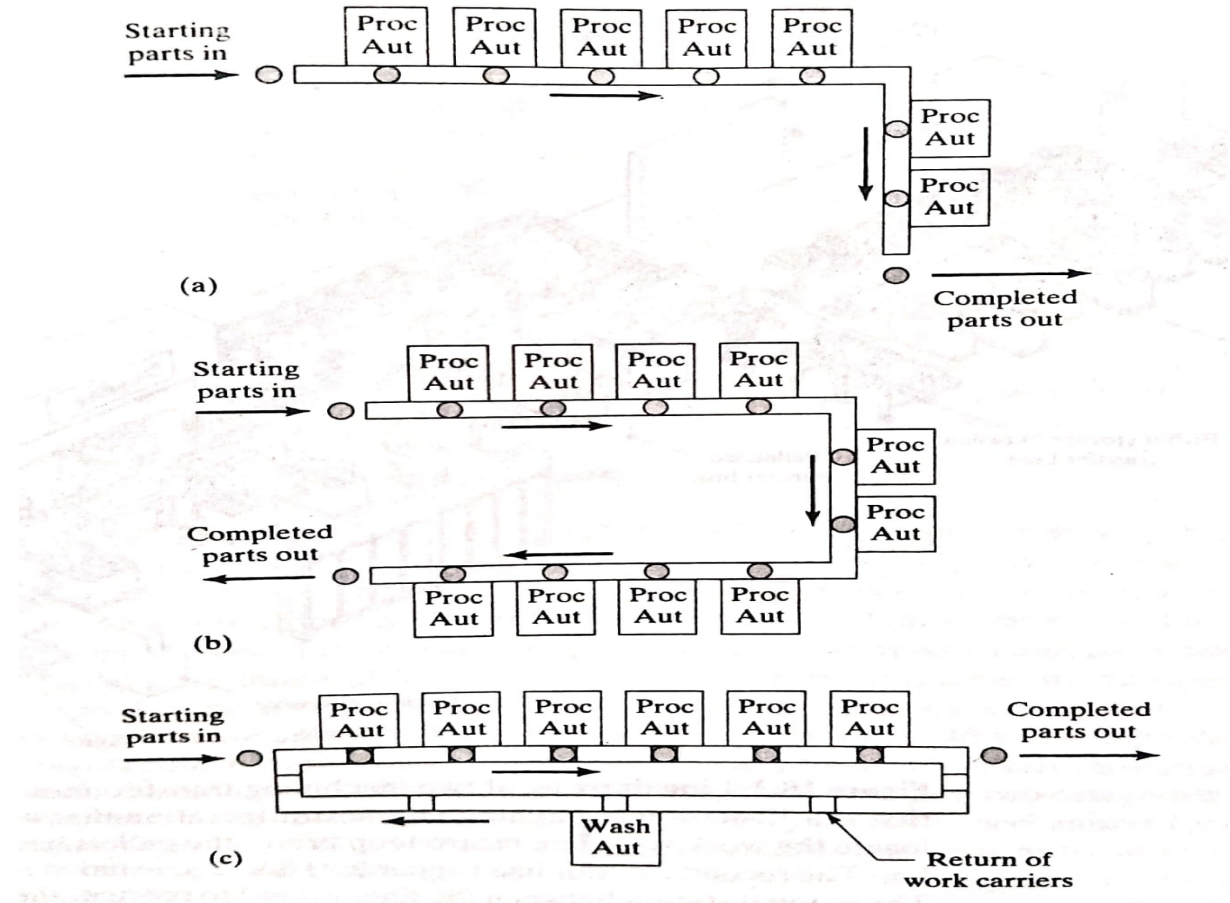 Starting
parts in
Proc
Aut
Proc
Aut
Proc
Aut
Proc
Aut
Proc
Aut
Proc
Aut
Proc
Aut
(a)
Completed
parts out
Starting
parts in
Proc
Aut
Proc
Aut
Proc
Aut
Proc
Aut
Proc
Aut
Proc
Aut
Completed
parts out
Proc
Aut
Proc
Aut
Proc
Aut
Proc
Aut
(b)
Starting
parts in
Proc
Aut
Proc
Aut
Proc
Aut
Proc
Aut
Proc
Aut
Proc
Aut
Completed
parts out
Wash
Aut
(c)
Return of
work carriers